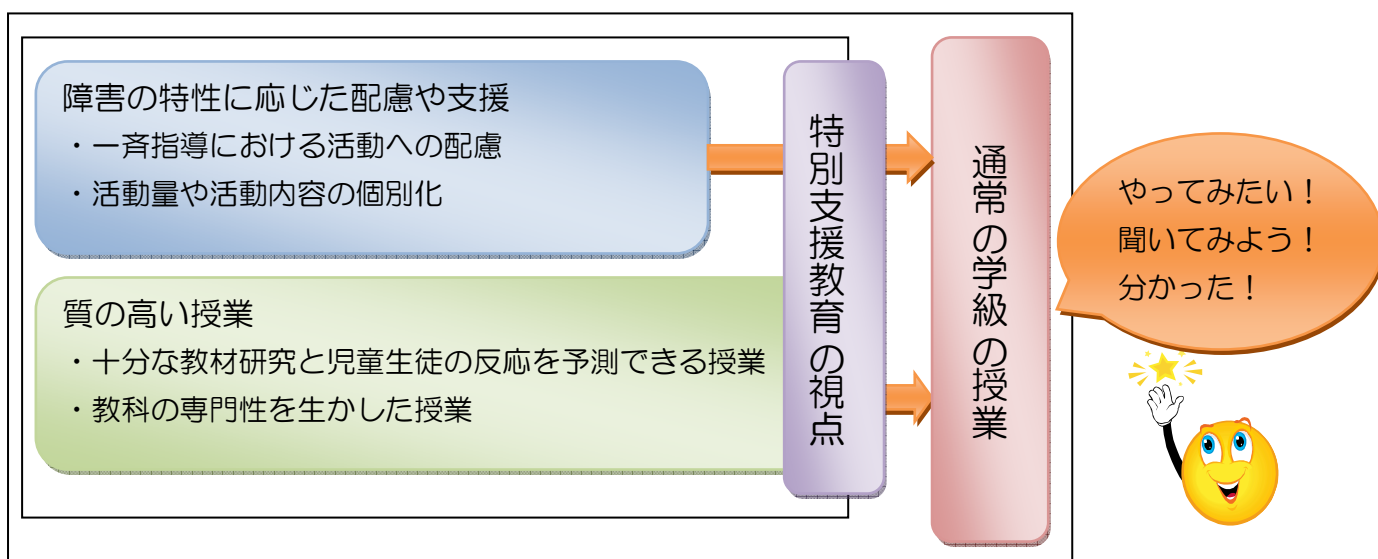 障害の特性に応じた配慮や支援
・一斉指導における活動への配慮
・活動量や活動内容の個別化
質の高い授業
・十分な教材研究と児童生徒の反応を予測できる授業
・教科の専門性を生かした授業
特別支援教育の視点
通常の学級の授業
やってみたい！
聞いてみよう！
分かった！